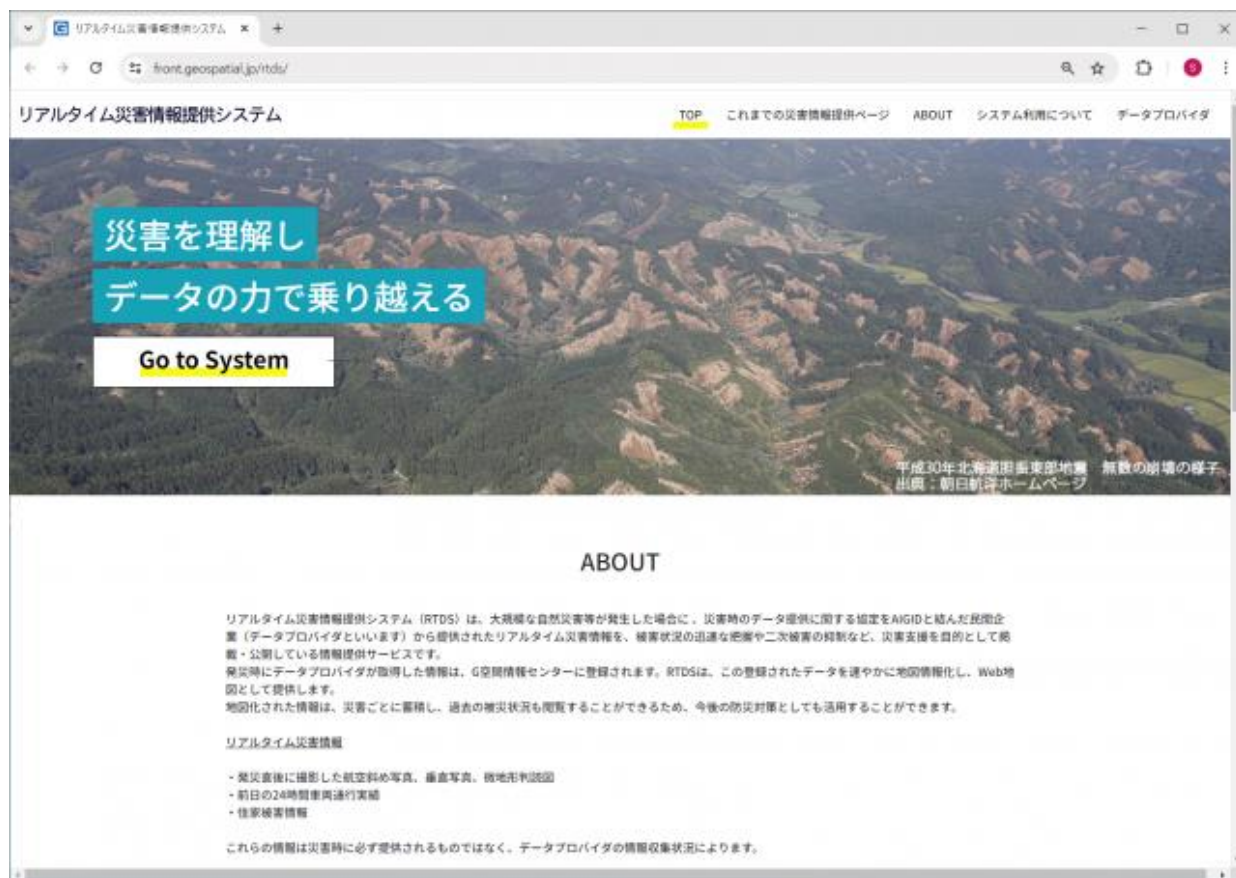 リアルタイム災害情報提供システム
front.geospatial.jp/rtds/
リアルタイム災害情報提供システム
TOP これまでの災害情報提供ページ ABOUT システム利用について データプロバイダ
災害を理解し
データの力で乗り越える
Go to System
平成30年北海道胆振東部地震 無数の崩壊の様子
出典：朝日航洋ホームページ
ABOUT
リアルタイム災害情報提供システム（RTDS）は、大規模な自然災害等が発生した場合に、災害時のデータ提供に関する協定をAIGIDと結んだ民間企
業（データプロバイダといいます）から提供されたリアルタイム災害情報を、被害状況の迅速な把握や二次被害の抑制など、災害支援を目的として掲
載・公開している情報提供サービスです。
発災時にデータプロバイダが取得した情報は、G空間情報センターに登録されます。RTDSは、この登録されたデータを速やかに地図情報化し、Web地
図として提供します。
地図化された情報は、災害ごとに蓄積し、過去の被災状況も閲覧することができるため、今後の防災対策としても活用することができます。
リアルタイム災害情報
・発災直後に撮影した航空斜め写真、垂直写真、微地形判読図
・前日の24時間車両通行実績
・住家被害情報
これらの情報は災害時に必ず提供されるものではなく、データプロバイダの情報収集状況によります。